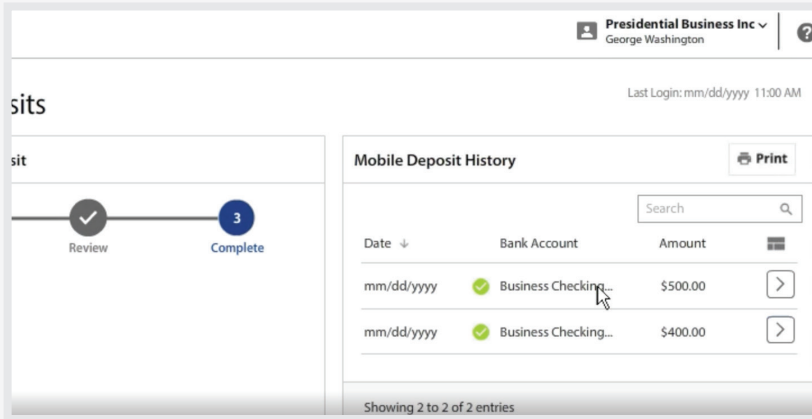 Presidential Business Inc
George Washington
?
sits
Last Login: mm/dd/yyyy 11:00 AM
sit
Mobile Deposit History
Print
Search
3
Review
Complete
Date
Bank Account
Amount
mm/dd/yyyy Business Checking... $500.00
mm/dd/yyyy Business Checking... $400.00
Showing 2 to 2 of 2 entries